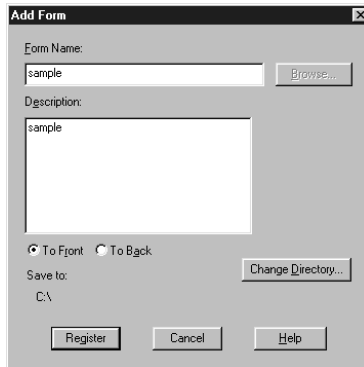 Add Form
Form Name:
sample
Browse...
Description:
sample
To Front To Back
Change Directory...
Save to:
C:\
Register Cancel Help